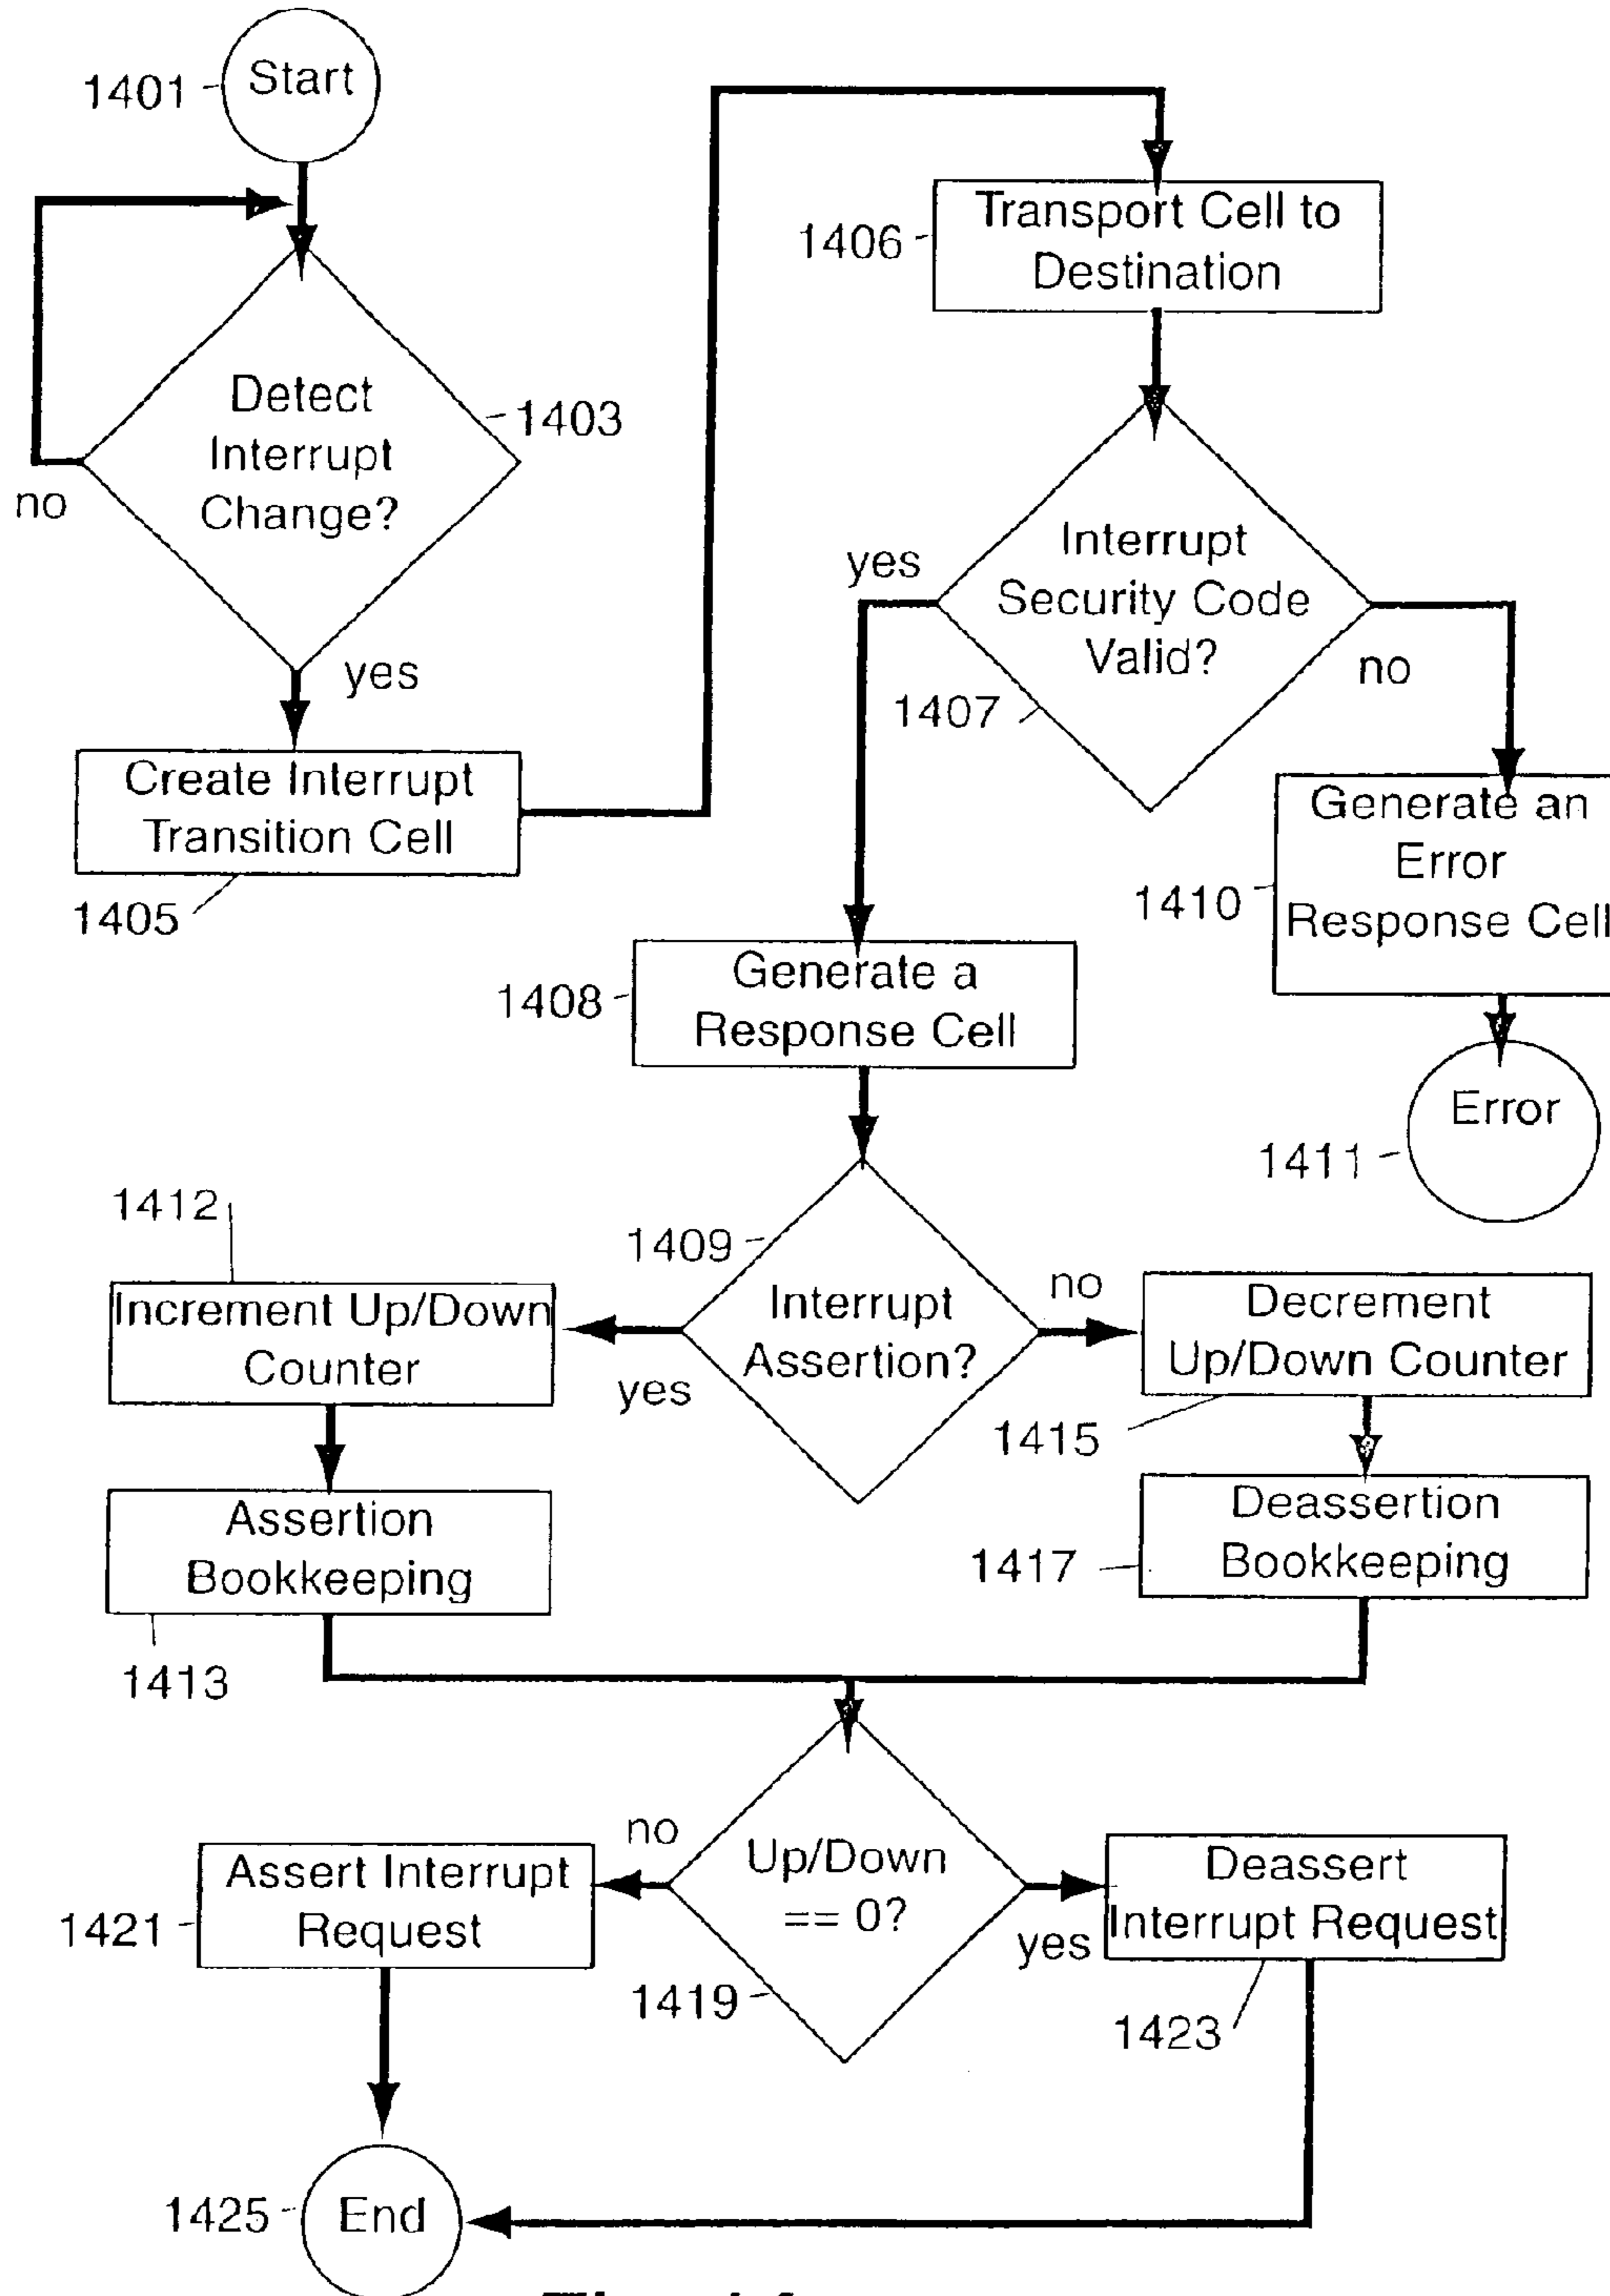 1401
Start
Detect
Interrupt
Change?
1403
no
yes
Create Interrupt
Transition Cell
1405
Transport Cell to
Destination
1406
Interrupt
Security Code
Valid?
1407
yes
no
Generate an
Error
Response Cell
1410
Error
1411
Generate a
Response Cell
1408
Interrupt
Assertion?
1409
yes
no
1412
Increment Up/Down
Counter
Assertion
Bookkeeping
1413
Decrement
Up/Down Counter
1415
Deassertion
Bookkeeping
1417
Up/Down
== 0?
1419
no
yes
Assert Interrupt
Request
1421
Deassert
Interrupt Request
1423
End
1425